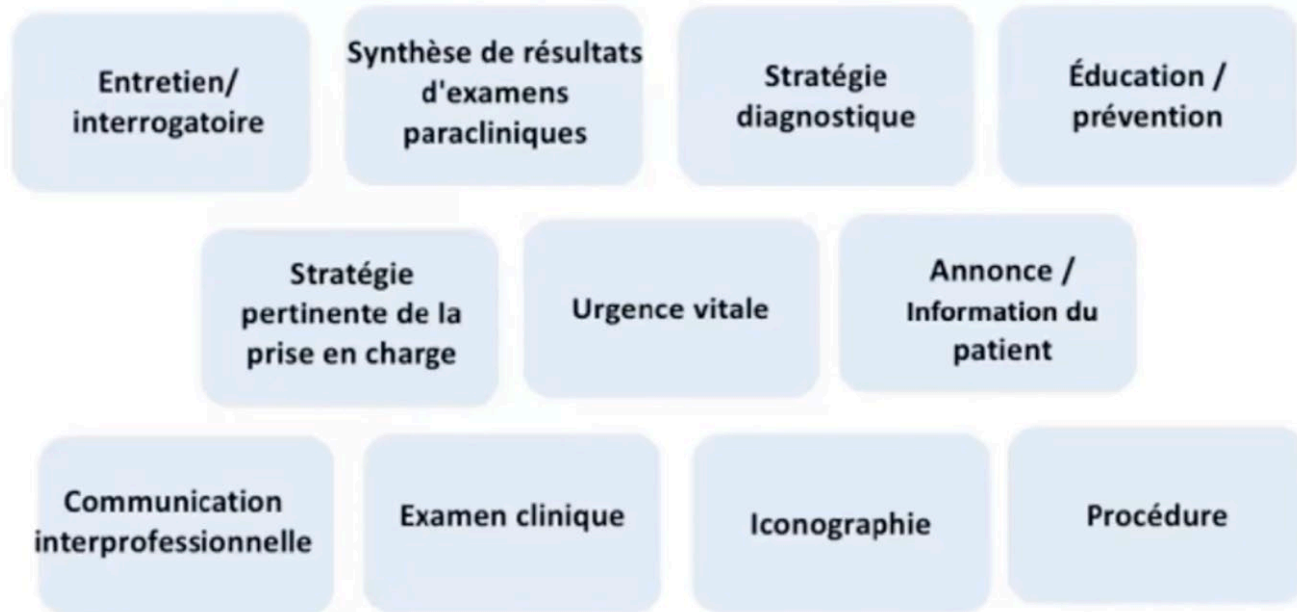 Entretien/
interrogatoire
Synthèse de résultats
d'examens
paracliniques
Stratégie
diagnostique
Éducation /
prévention
Stratégie
pertinente de la
prise en charge
Urgence vitale
Annonce /
Information du
patient
Communication
interprofessionnelle
Examen clinique
Iconographie
Procédure